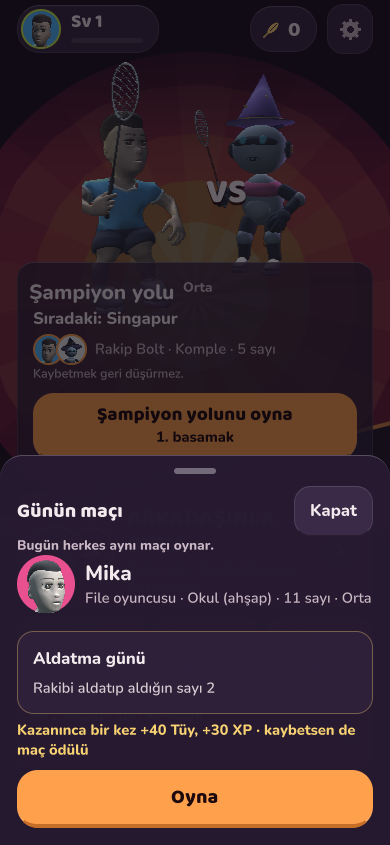 Sv 1
0
VS
Şampiyon yolu Orta
Sıradaki: Singapur
Rakip Bolt · Komple · 5 sayı
Kaybetmek geri düşürmez.
Şampiyon yolunu oyna
1. basamak
Günün maçı
Kapat
Bugün herkes aynı maçı oynar.
Mika
File oyuncusu · Okul (ahşap) · 11 sayı · Orta
Aldatma günü
Rakibi aldatıp aldığın sayı 2
Kazanınca bir kez +40 Tüy, +30 XP · kaybetsen de
maç ödülü
Oyna